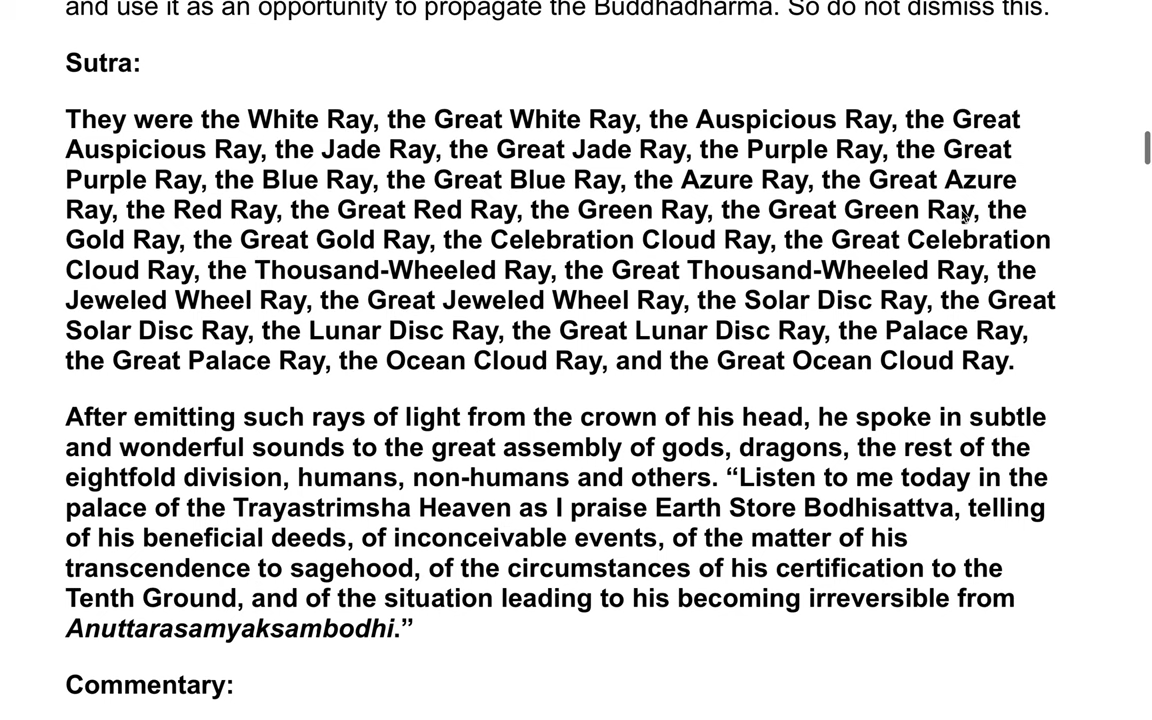 and use it as an opportunity to propagate the Buddhadharma. So do not dismiss this.
Sutra:
They were the White Ray, the Great White Ray, the Auspicious Ray, the Great
Auspicious Ray, the Jade Ray, the Great Jade Ray, the Purple Ray, the Great
Purple Ray, the Blue Ray, the Great Blue Ray, the Azure Ray, the Great Azure
Ray, the Red Ray, the Great Red Ray, the Green Ray, the Great Green Ray, the
Gold Ray, the Great Gold Ray, the Celebration Cloud Ray, the Great Celebration
Cloud Ray, the Thousand-Wheeled Ray, the Great Thousand-Wheeled Ray, the
Jeweled Wheel Ray, the Great Jeweled Wheel Ray, the Solar Disc Ray, the Great
Solar Disc Ray, the Lunar Disc Ray, the Great Lunar Disc Ray, the Palace Ray,
the Great Palace Ray, the Ocean Cloud Ray, and the Great Ocean Cloud Ray.
After emitting such rays of light from the crown of his head, he spoke in subtle
and wonderful sounds to the great assembly of gods, dragons, the rest of the
eightfold division, humans, non-humans and others. “Listen to me today in the
palace of the Trayastrimsha Heaven as I praise Earth Store Bodhisattva, telling
of his beneficial deeds, of inconceivable events, of the matter of his
transcendence to sagehood, of the circumstances of his certification to the
Tenth Ground, and of the situation leading to his becoming irreversible from
Anuttarasamyaksambodhi.”
Commentary: